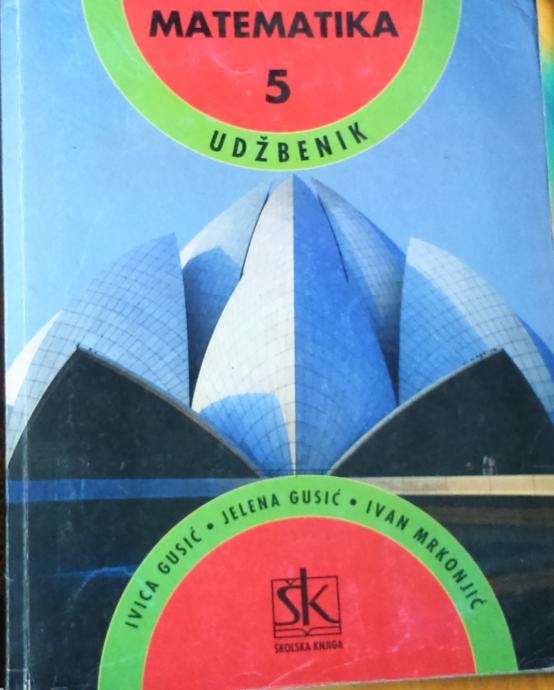 MATEMATIKA
5
UDŽBENIK
IVICA GUSIĆ • JELENA GUSIĆ • IVAN MRKONJIĆ
ŠK
ŠKOLSKA KNJIGA